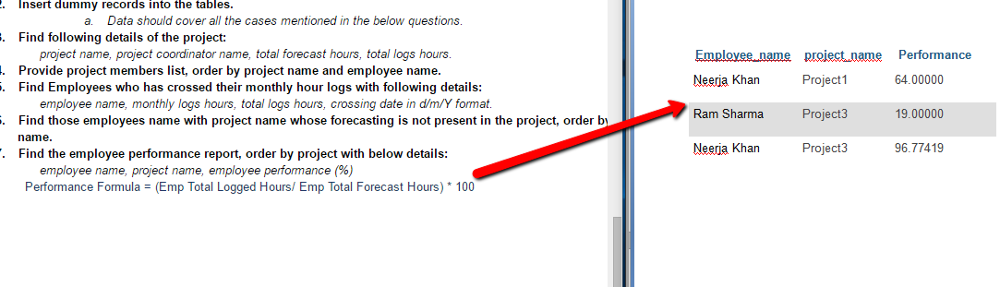 . Insert dummy records into the tables.
a. Data should cover all the cases mentioned in the below questions.
. Find following details of the project:
project name, project coordinator name, total forecast hours, total logs hours.
. Provide project members list, order by project name and employee name.
. Find Employees who has crossed their monthly hour logs with following details:
employee name, monthly logs hours, total logs hours, crossing date in d/m/Y format.
. Find those employees name with project name whose forecasting is not present in the project, order by
name.
. Find the employee performance report, order by project with below details:
employee name, project name, employee performance (%)
Performance Formula = (Emp Total Logged Hours/ Emp Total Forecast Hours) * 100
Employee_name project_name Performance
Neerja Khan Project1 64.00000
Ram Sharma Project3 19.00000
Neerja Khan Project3 96.77419